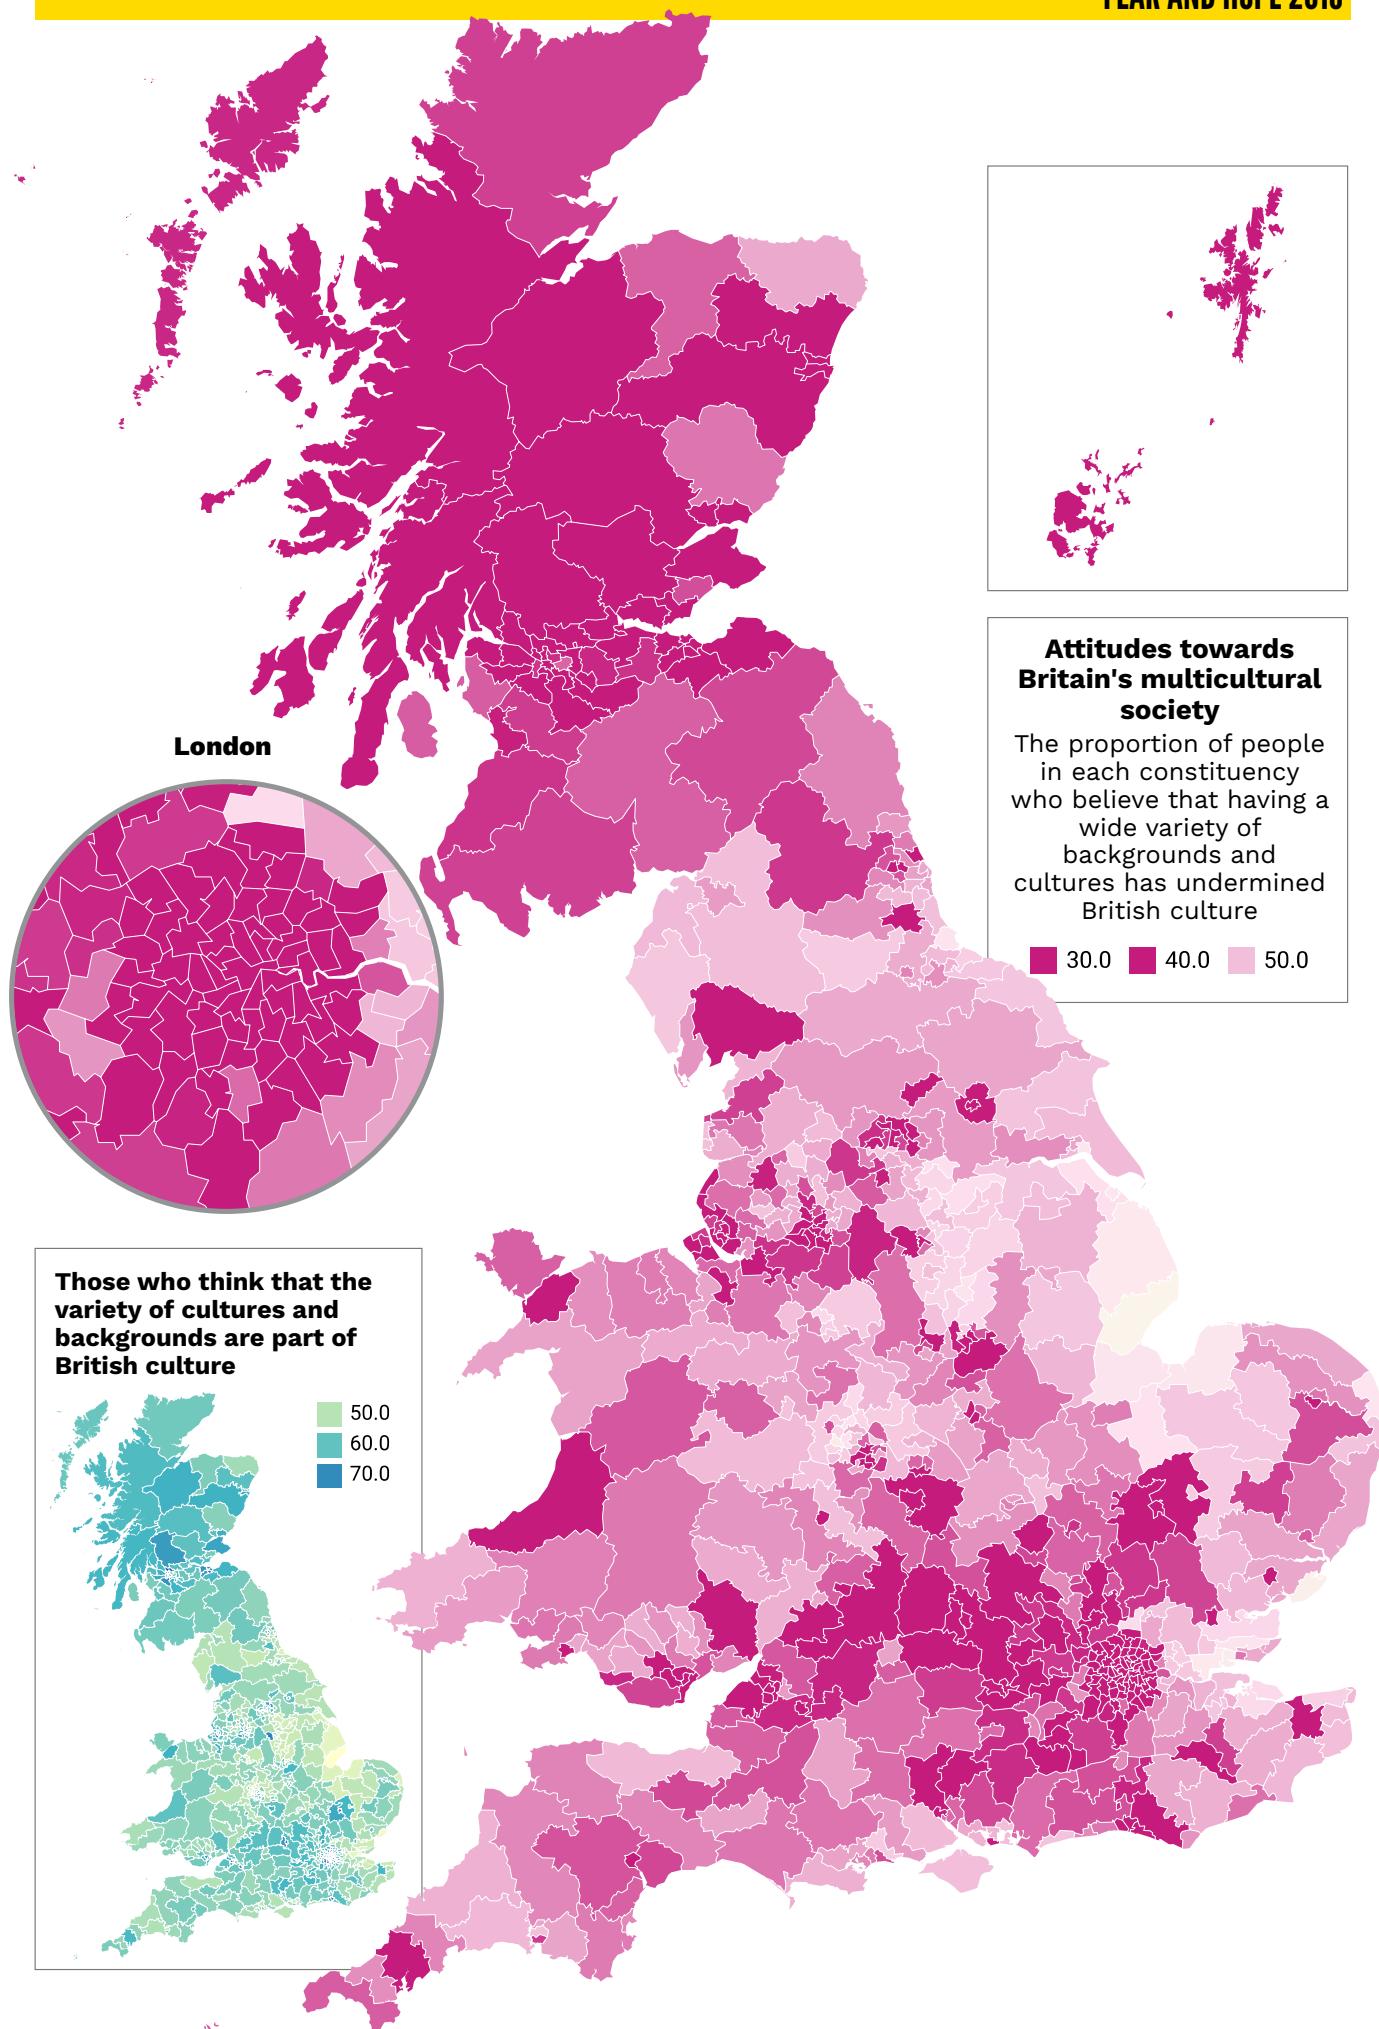 London
Attitudes towards
Britain's multicultural
society
The proportion of people
in each constituency
who believe that having a
wide variety of
backgrounds and
cultures has undermined
British culture
30.0 40.0 50.0
Those who think that the
variety of cultures and
backgrounds are part of
British culture
50.0
60.0
70.0